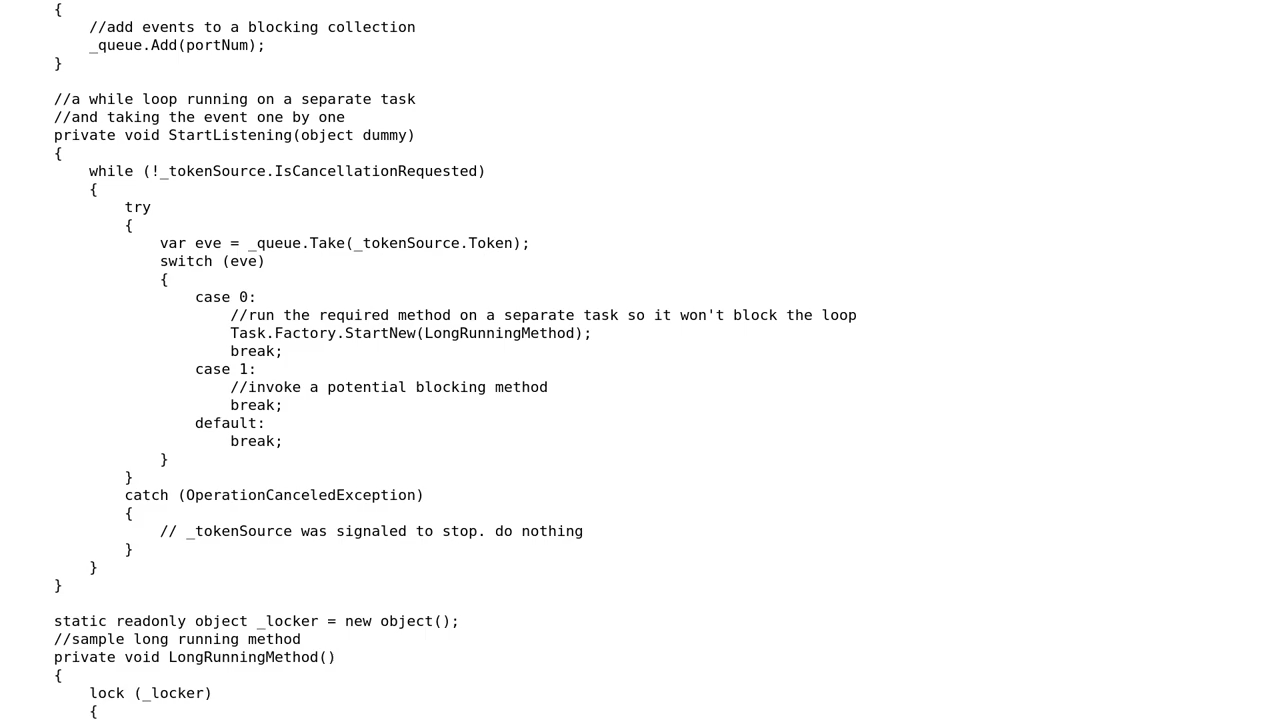 {
    //add events to a blocking collection
    _queue.Add(portNum);
}

//a while loop running on a separate task
//and taking the event one by one
private void StartListening(object dummy)
{
    while (!_tokenSource.IsCancellationRequested)
    {
        try
        {
            var eve = _queue.Take(_tokenSource.Token);
            switch (eve)
            {
                case 0:
                    //run the required method on a separate task so it won't block the loop
                    Task.Factory.StartNew(LongRunningMethod);
                    break;
                case 1:
                    //invoke a potential blocking method
                    break;
                default:
                    break;
            }
        }
        catch (OperationCanceledException)
        {
            // _tokenSource was signaled to stop. do nothing
        }
    }
}

static readonly object _locker = new object();
//sample long running method
private void LongRunningMethod()
{
    lock (_locker)
    {